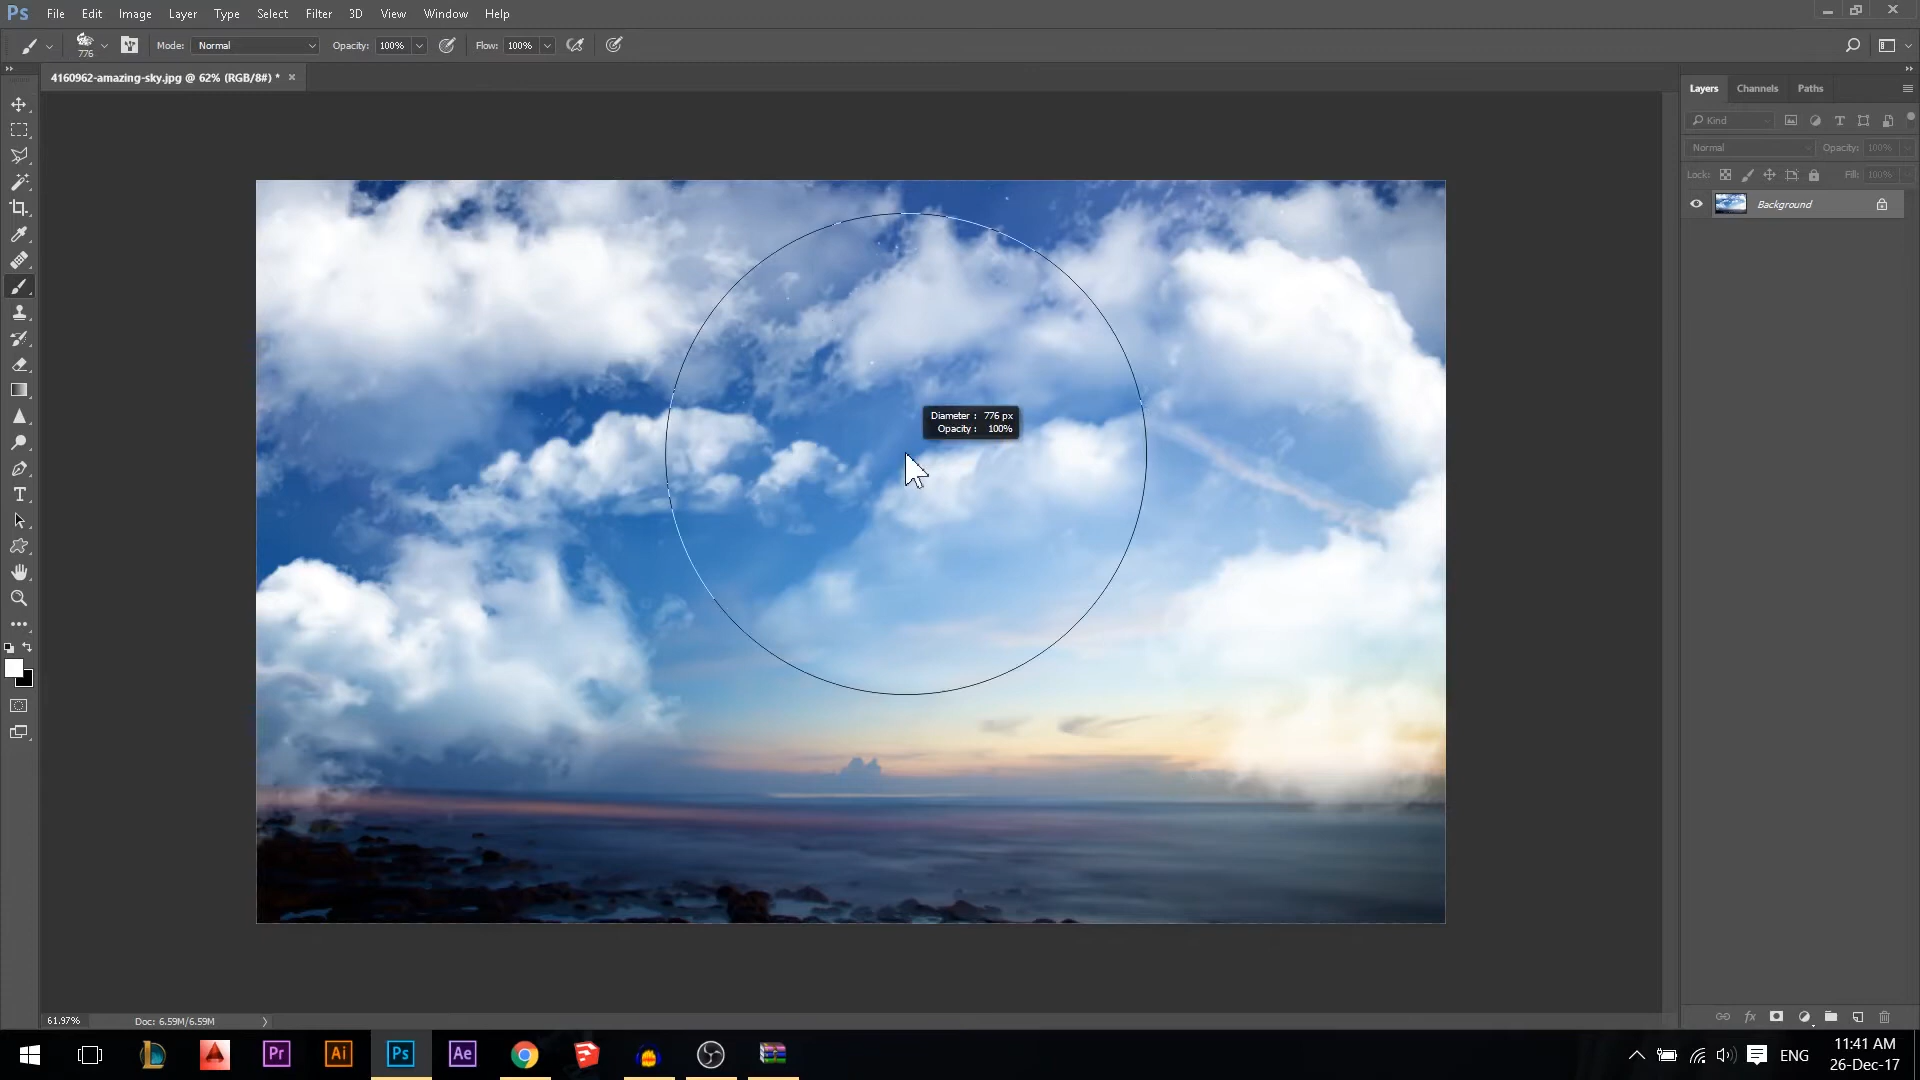 Ps File Edit Image Layer Type Select Filter 3D View Window Help
776 Mode: Normal Opacity: 100% Flow: 100%
4160962-amazing-sky.jpg @ 62% (RGB/8#) * ×
Layers Channels Paths
Kind
Normal Opacity: 100%
Lock: Fill: 100%
Background
Diameter : 776 px
Opacity : 100%
61.97% Doc: 6.59M/6.59M
fx
Pr Ai Ps Ae
ENG
11:41 AM
26-Dec-17